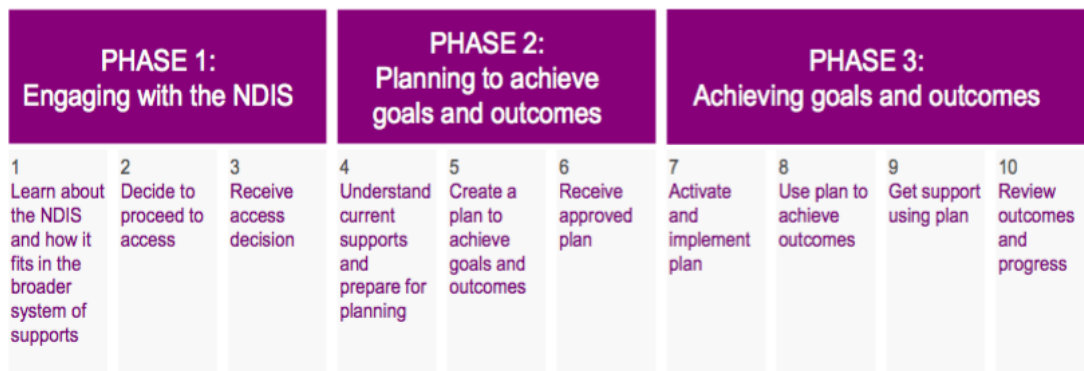 PHASE 1:
Engaging with the NDIS
PHASE 2:
Planning to achieve
goals and outcomes
PHASE 3:
Achieving goals and outcomes
1
Learn about
the NDIS
and how it
fits in the
broader
system of
supports
2
Decide to
proceed to
access
3
Receive
access
decision
4
Understand
current
supports
and
prepare for
planning
5
Create a
plan to
achieve
goals and
outcomes
6
Receive
approved
plan
7
Activate
and
implement
plan
8
Use plan to
achieve
outcomes
9
Get support
using plan
10
Review
outcomes
and
progress